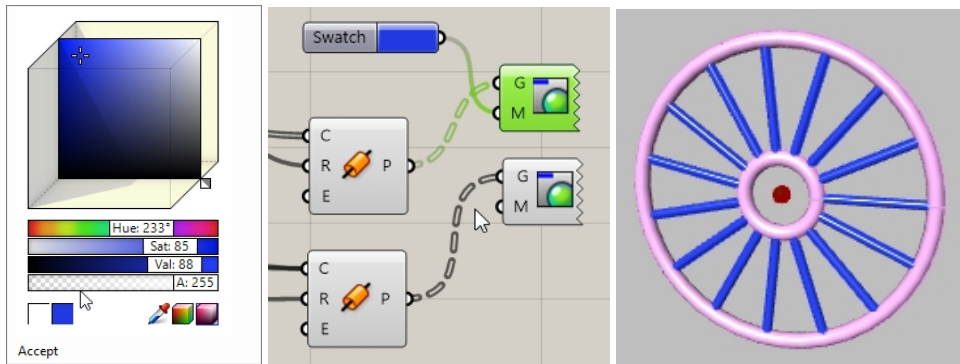 Hue: 233°
Sat: 85
Val: 88
A: 255
Accept
Swatch
G
M
C
R
P
E
G
M
C
R
P
E